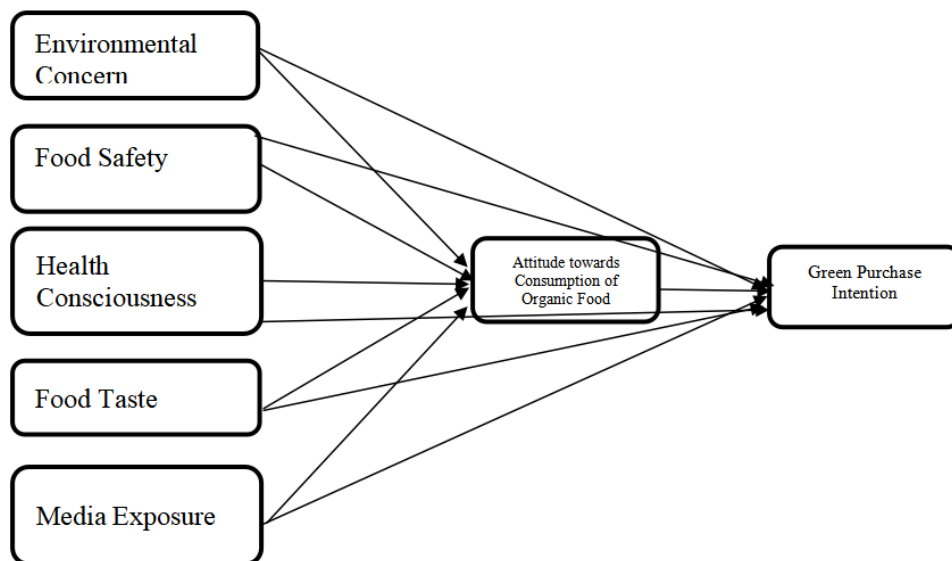 Environmental
Concern
Food Safety
Health
Consciousness
Food Taste
Media Exposure
Attitude towards
Consumption of
Organic Food
Green Purchase
Intention